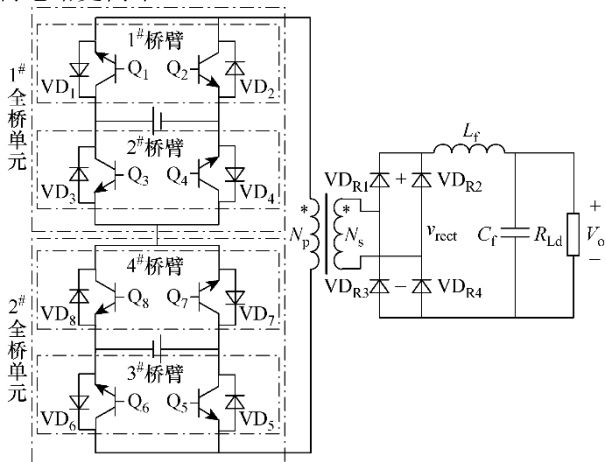 1#桥臂
VD1
Q1
Q2
VD2
1#全桥单元
2#桥臂
VD3
Q3
Q4
VD4
4#桥臂
VD8
Q8
Q7
VD7
2#全桥单元
3#桥臂
VD6
Q6
Q5
VD5
*
*
Np
Ns
Lf
VDR1
+
VDR2
vrect
VDR3
−
VDR4
Cf
RLd
+
Vo
−